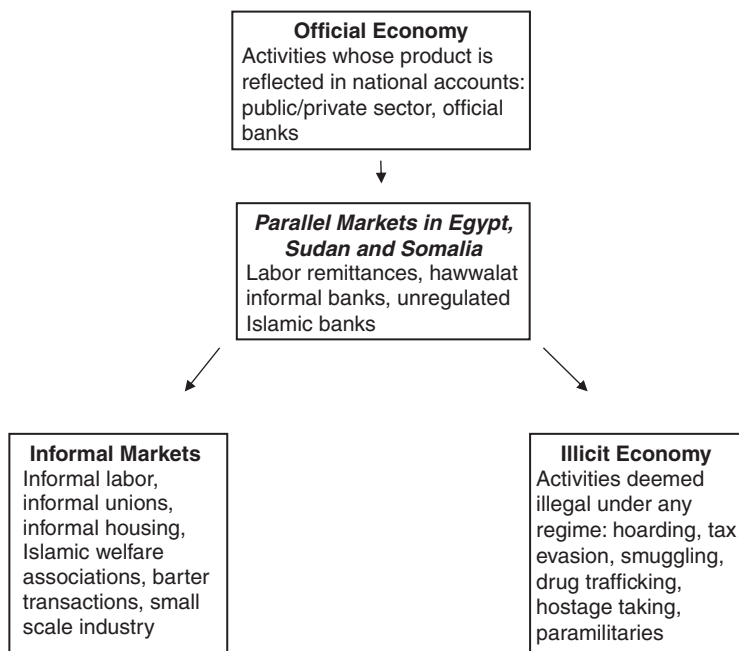 Official Economy
Activities whose product is
reflected in national accounts:
public/private sector, official
banks
Parallel Markets in Egypt,
Sudan and Somalia
Labor remittances, hawwalat
informal banks, unregulated
Islamic banks
Informal Markets
Informal labor,
informal unions,
informal housing,
Islamic welfare
associations, barter
transactions, small
scale industry
Illicit Economy
Activities deemed
illegal under any
regime: hoarding, tax
evasion, smuggling,
drug trafficking,
hostage taking,
paramilitaries